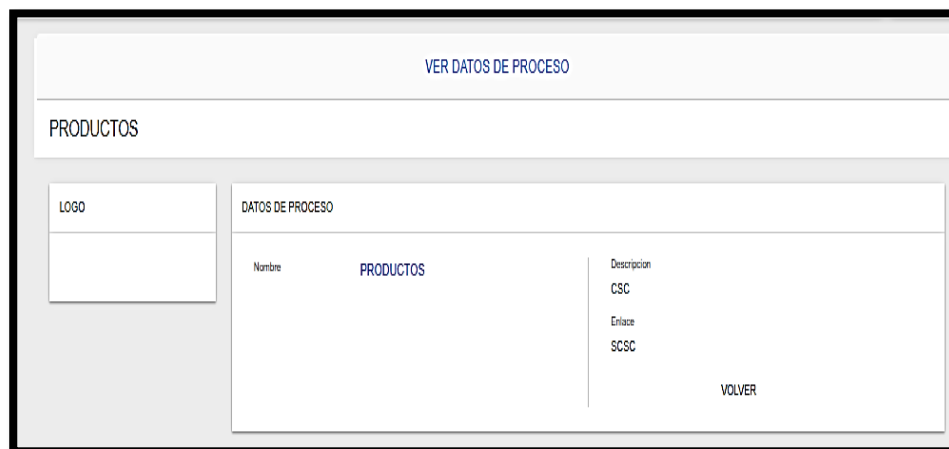 VER DATOS DE PROCESO
PRODUCTOS
LOGO
DATOS DE PROCESO
Nombre PRODUCTOS
Descripcion
CSC
Enlace
SCSC
VOLVER